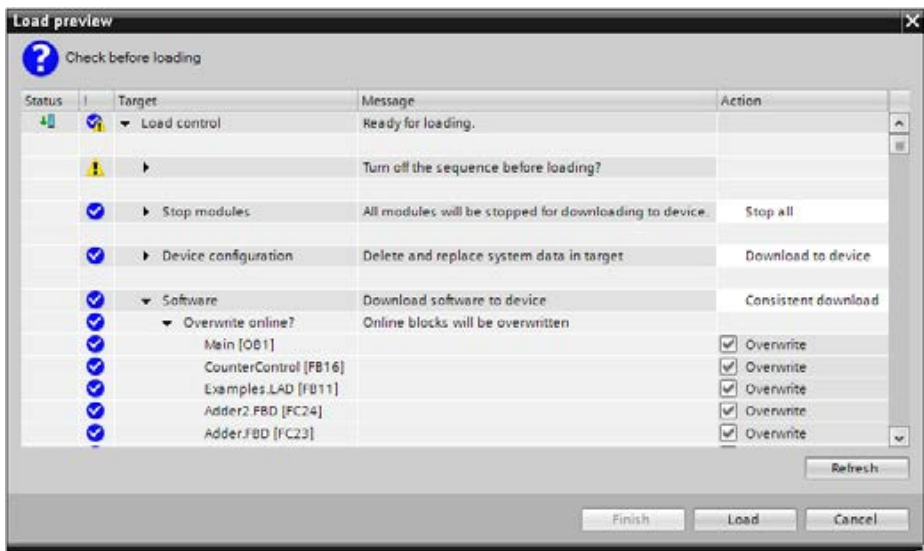 Load preview
Check before loading
Status ! Target Message Action
Load control Ready for loading.
Turn off the sequence before loading?
Stop modules All modules will be stopped for downloading to device. Stop all
Device configuration Delete and replace system data in target Download to device
Software Download software to device Consistent download
Overwrite online? Online blocks will be overwritten
Main [OB1] Overwrite
CounterControl [FB16] Overwrite
Examples.LAD [FB11] Overwrite
Adder2.FBD [FC24] Overwrite
Adder.FBD [FC23] Overwrite
Refresh
Finish Load Cancel